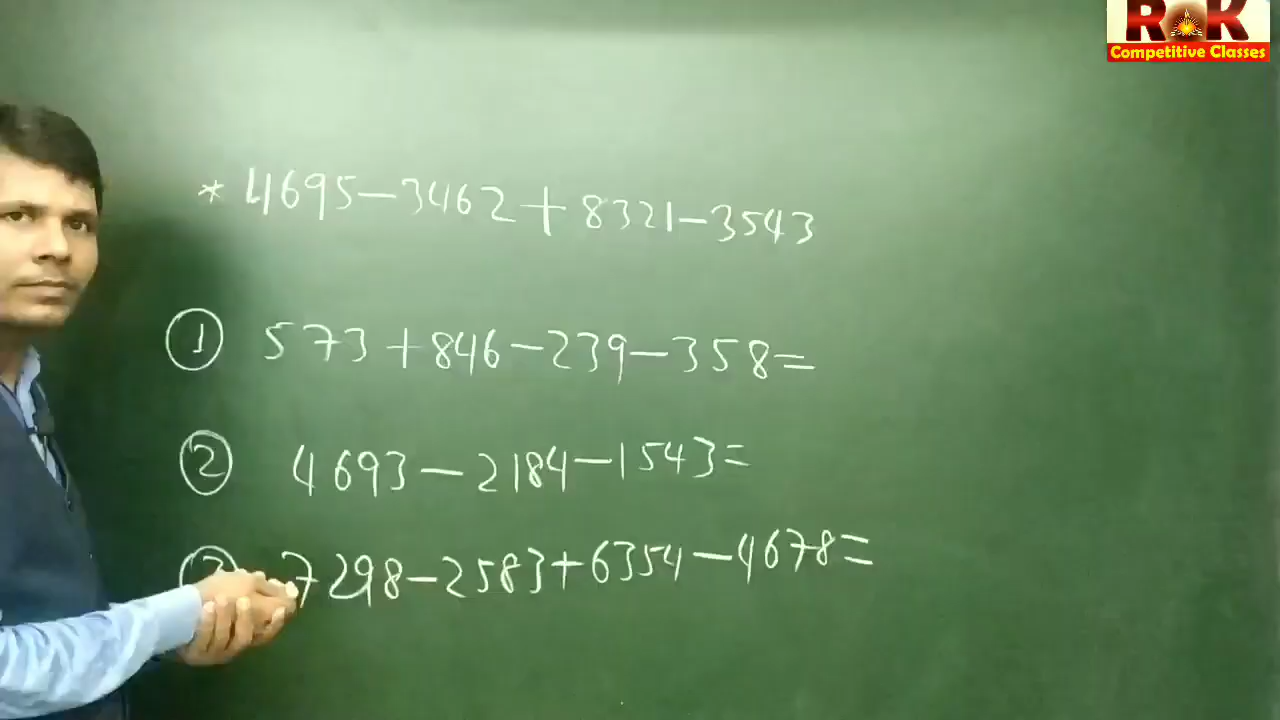 R K
Competitive Classes
* 4695-3462+8321-3543
① 573+846-239-358=
② 4693-2184-1543=
③ 7298-2583+6354-4678=